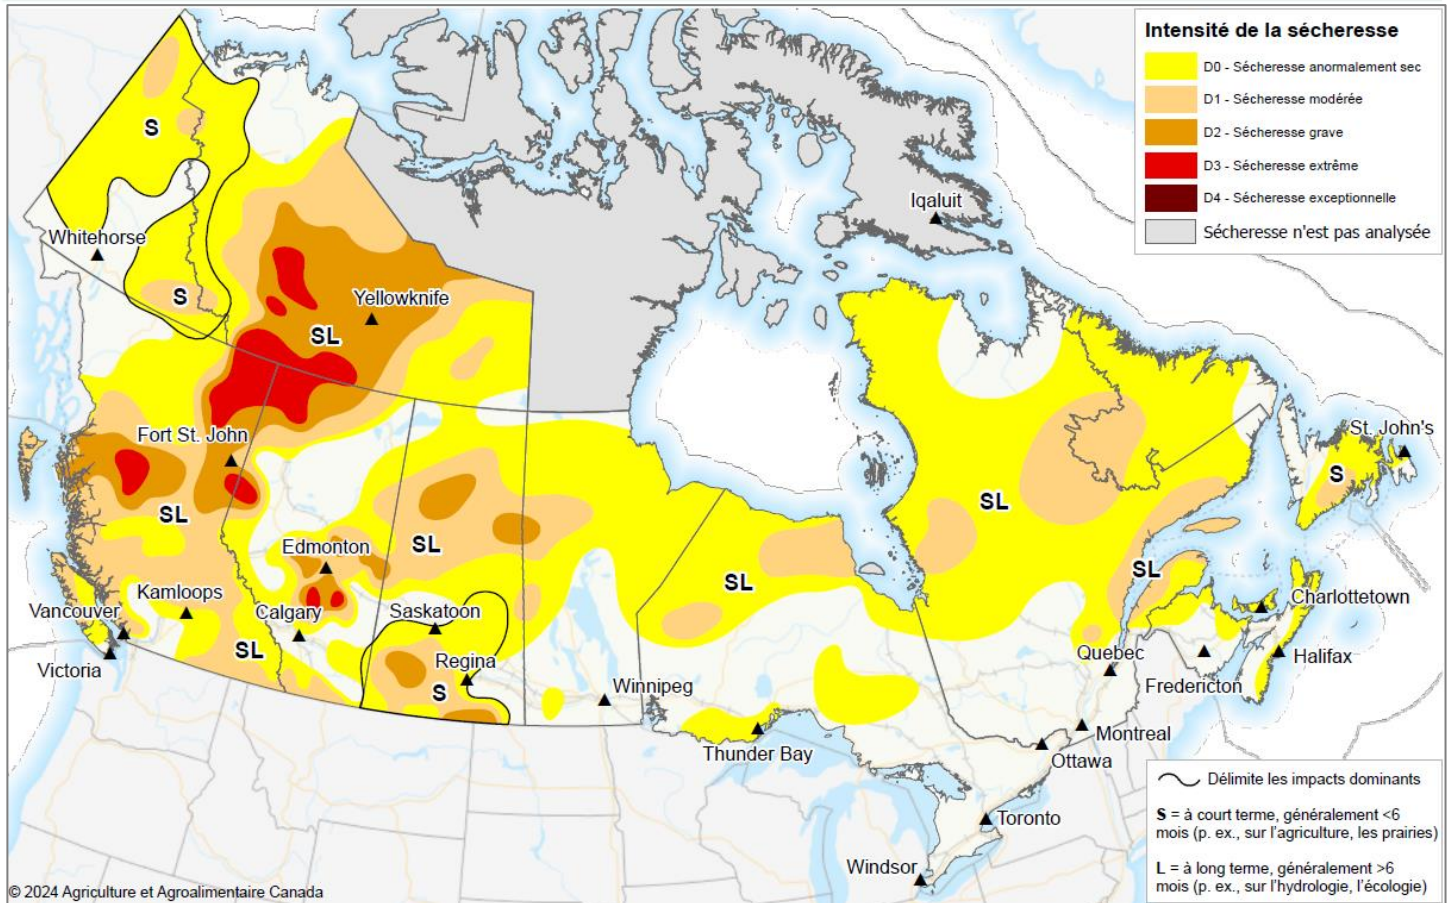 Intensité de la sécheresse
D0 - Sécheresse anormalement sec
D1 - Sécheresse modérée
D2 - Sécheresse grave
D3 - Sécheresse extrême
D4 - Sécheresse exceptionnelle
Sécheresse n'est pas analysée
S
Iqaluit
Whitehorse
S
Yellowknife
SL
Fort St. John
St. John's
S
SL
SL
Edmonton
SL
SL
SL
Kamloops
Vancouver
Calgary
Saskatoon
Charlottetown
Victoria
SL
Regina
S
Quebec
Halifax
Fredericton
Winnipeg
Thunder Bay
Montreal
Ottawa
Toronto
Windsor
Délimite les impacts dominants
S = à court terme, généralement <6
mois (p. ex., sur l'agriculture, les prairies)
L = à long terme, généralement >6
mois (p. ex., sur l'hydrologie, l'écologie)
© 2024 Agriculture et Agroalimentaire Canada